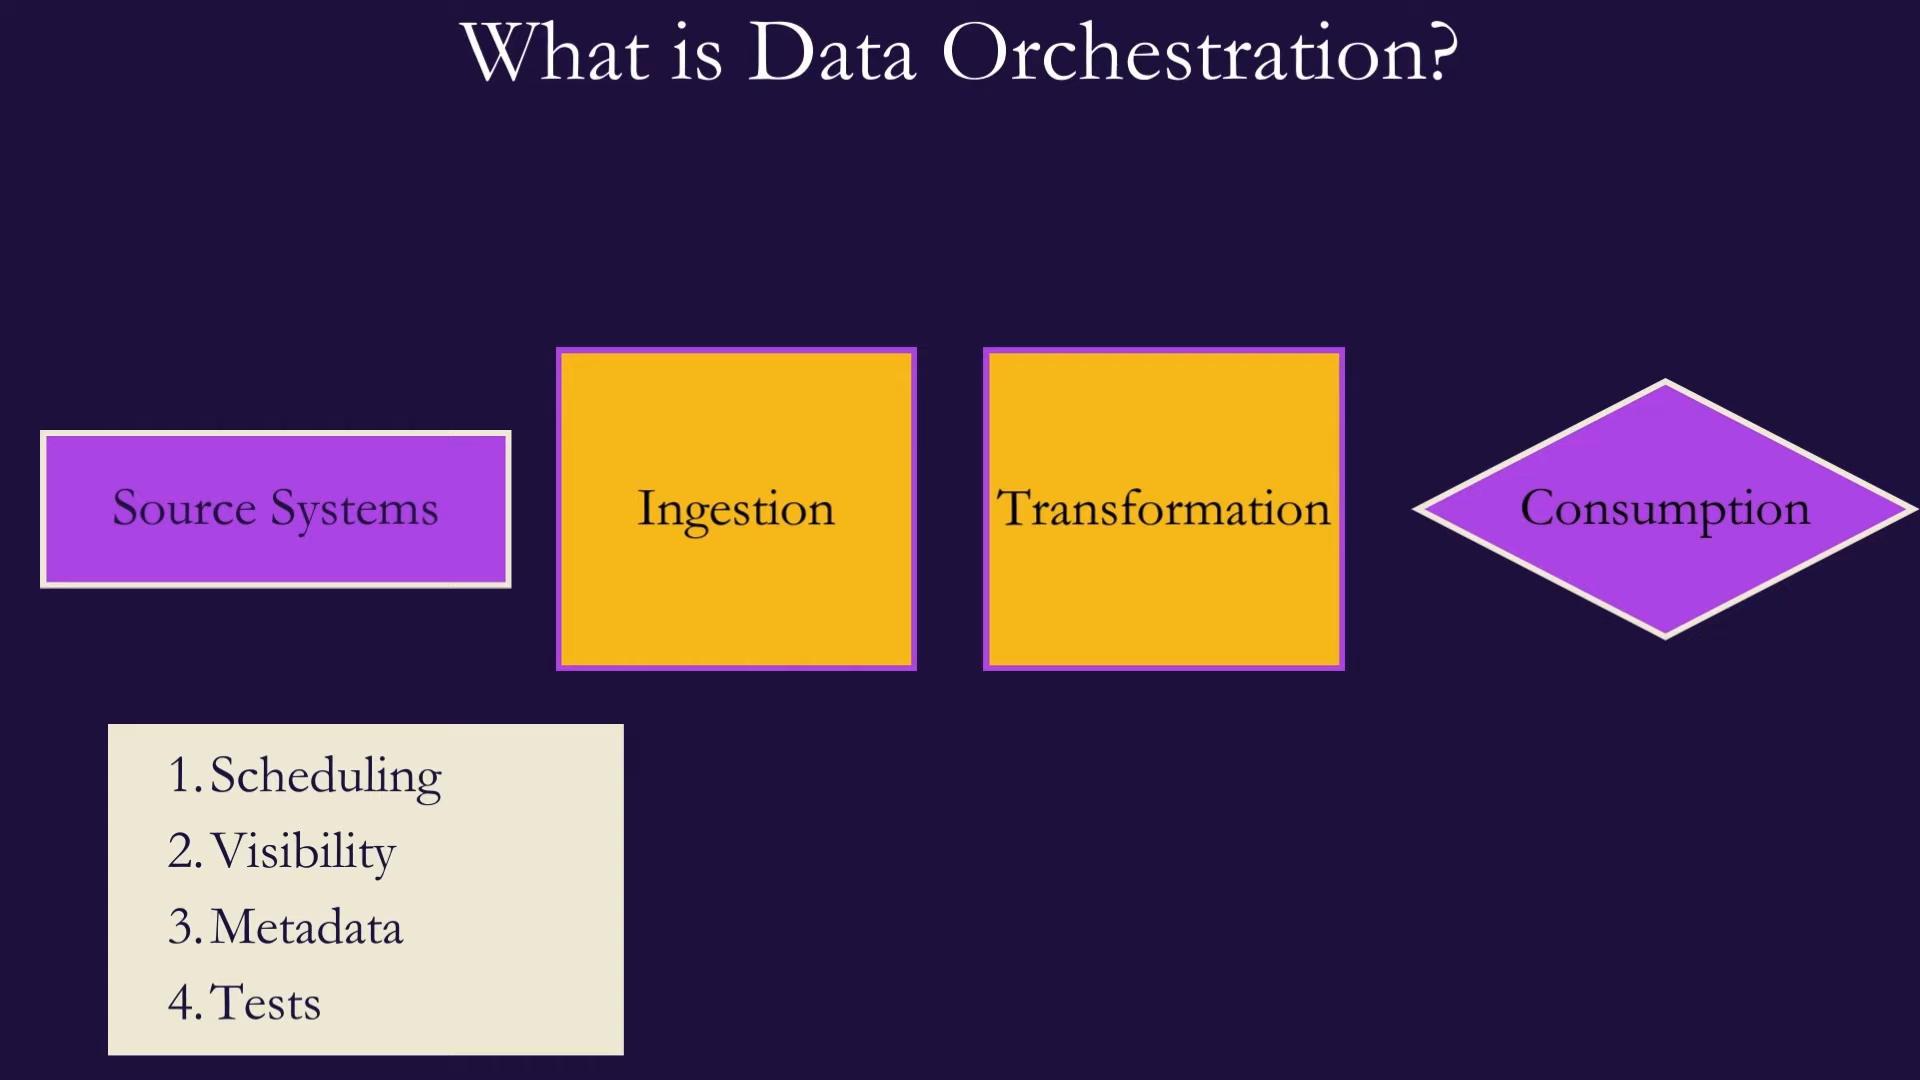 What is Data Orchestration?
Source Systems
Ingestion
Transformation
Consumption
1. Scheduling
2. Visibility
3. Metadata
4. Tests